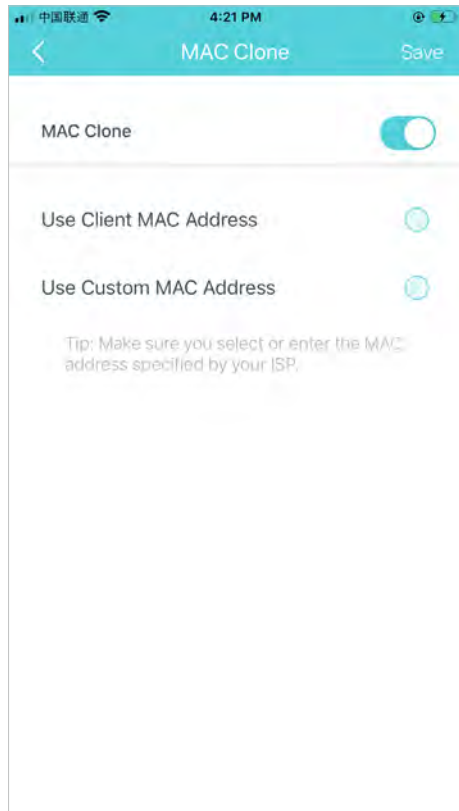 中国联通 4:21 PM
MAC Clone Save
MAC Clone
Use Client MAC Address
Use Custom MAC Address
Tip: Make sure you select or enter the MAC
address specified by your ISP.